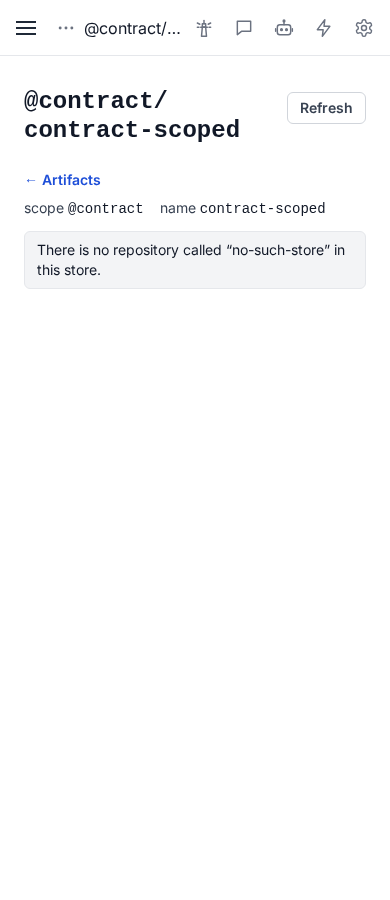 @contract/...
@contract/
contract-scoped
Refresh
← Artifacts
scope @contract name contract-scoped
There is no repository called “no-such-store” in
this store.